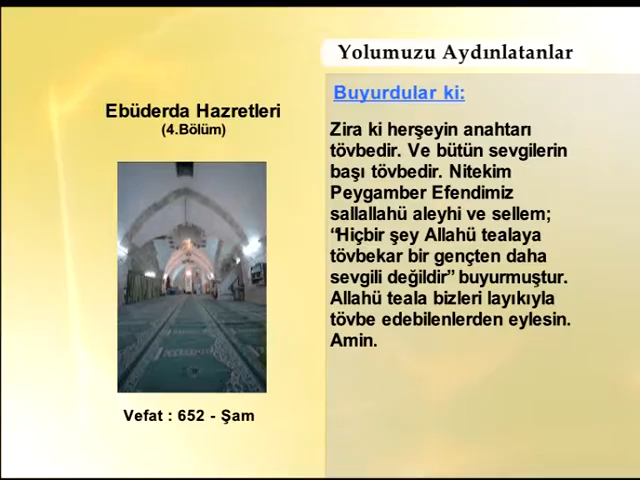 Yolumuzu Aydınlatanlar
Ebüderda Hazretleri
(4.Bölüm)
Vefat : 652 - Şam
Buyurdular ki:
Zira ki herşeyin anahtarı
tövbedir. Ve bütün sevgilerin
başı tövbedir. Nitekim
Peygamber Efendimiz
sallallahü aleyhi ve sellem;
“Hiçbir şey Allahü tealaya
tövbekar bir gençten daha
sevgili değildir” buyurmuştur.
Allahü teala bizleri layıkıyla
tövbe edebilenlerden eylesin.
Amin.